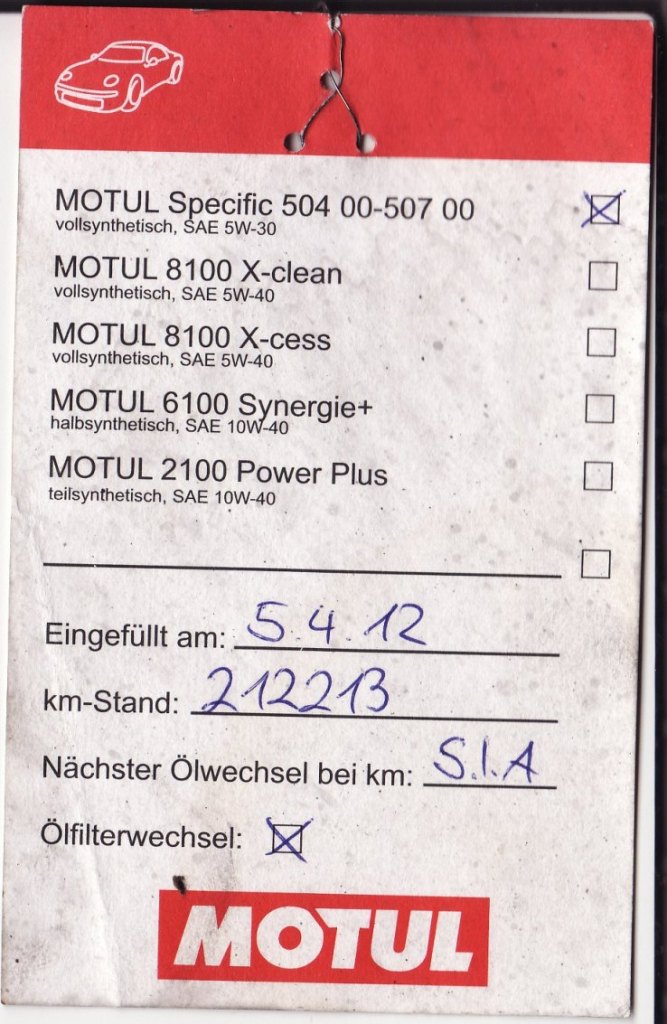 MOTUL Specific 504 00-507 00
vollsynthetisch, SAE 5W-30
MOTUL 8100 X-clean
vollsynthetisch, SAE 5W-40
MOTUL 8100 X-cess
vollsynthetisch, SAE 5W-40
MOTUL 6100 Synergie+
halbsynthetisch, SAE 10W-40
MOTUL 2100 Power Plus
teilsynthetisch, SAE 10W-40
Eingefüllt am: 5.4.12
km-Stand: 212213
Nächster Ölwechsel bei km: S.I.A
Ölfilterwechsel:
MOTUL